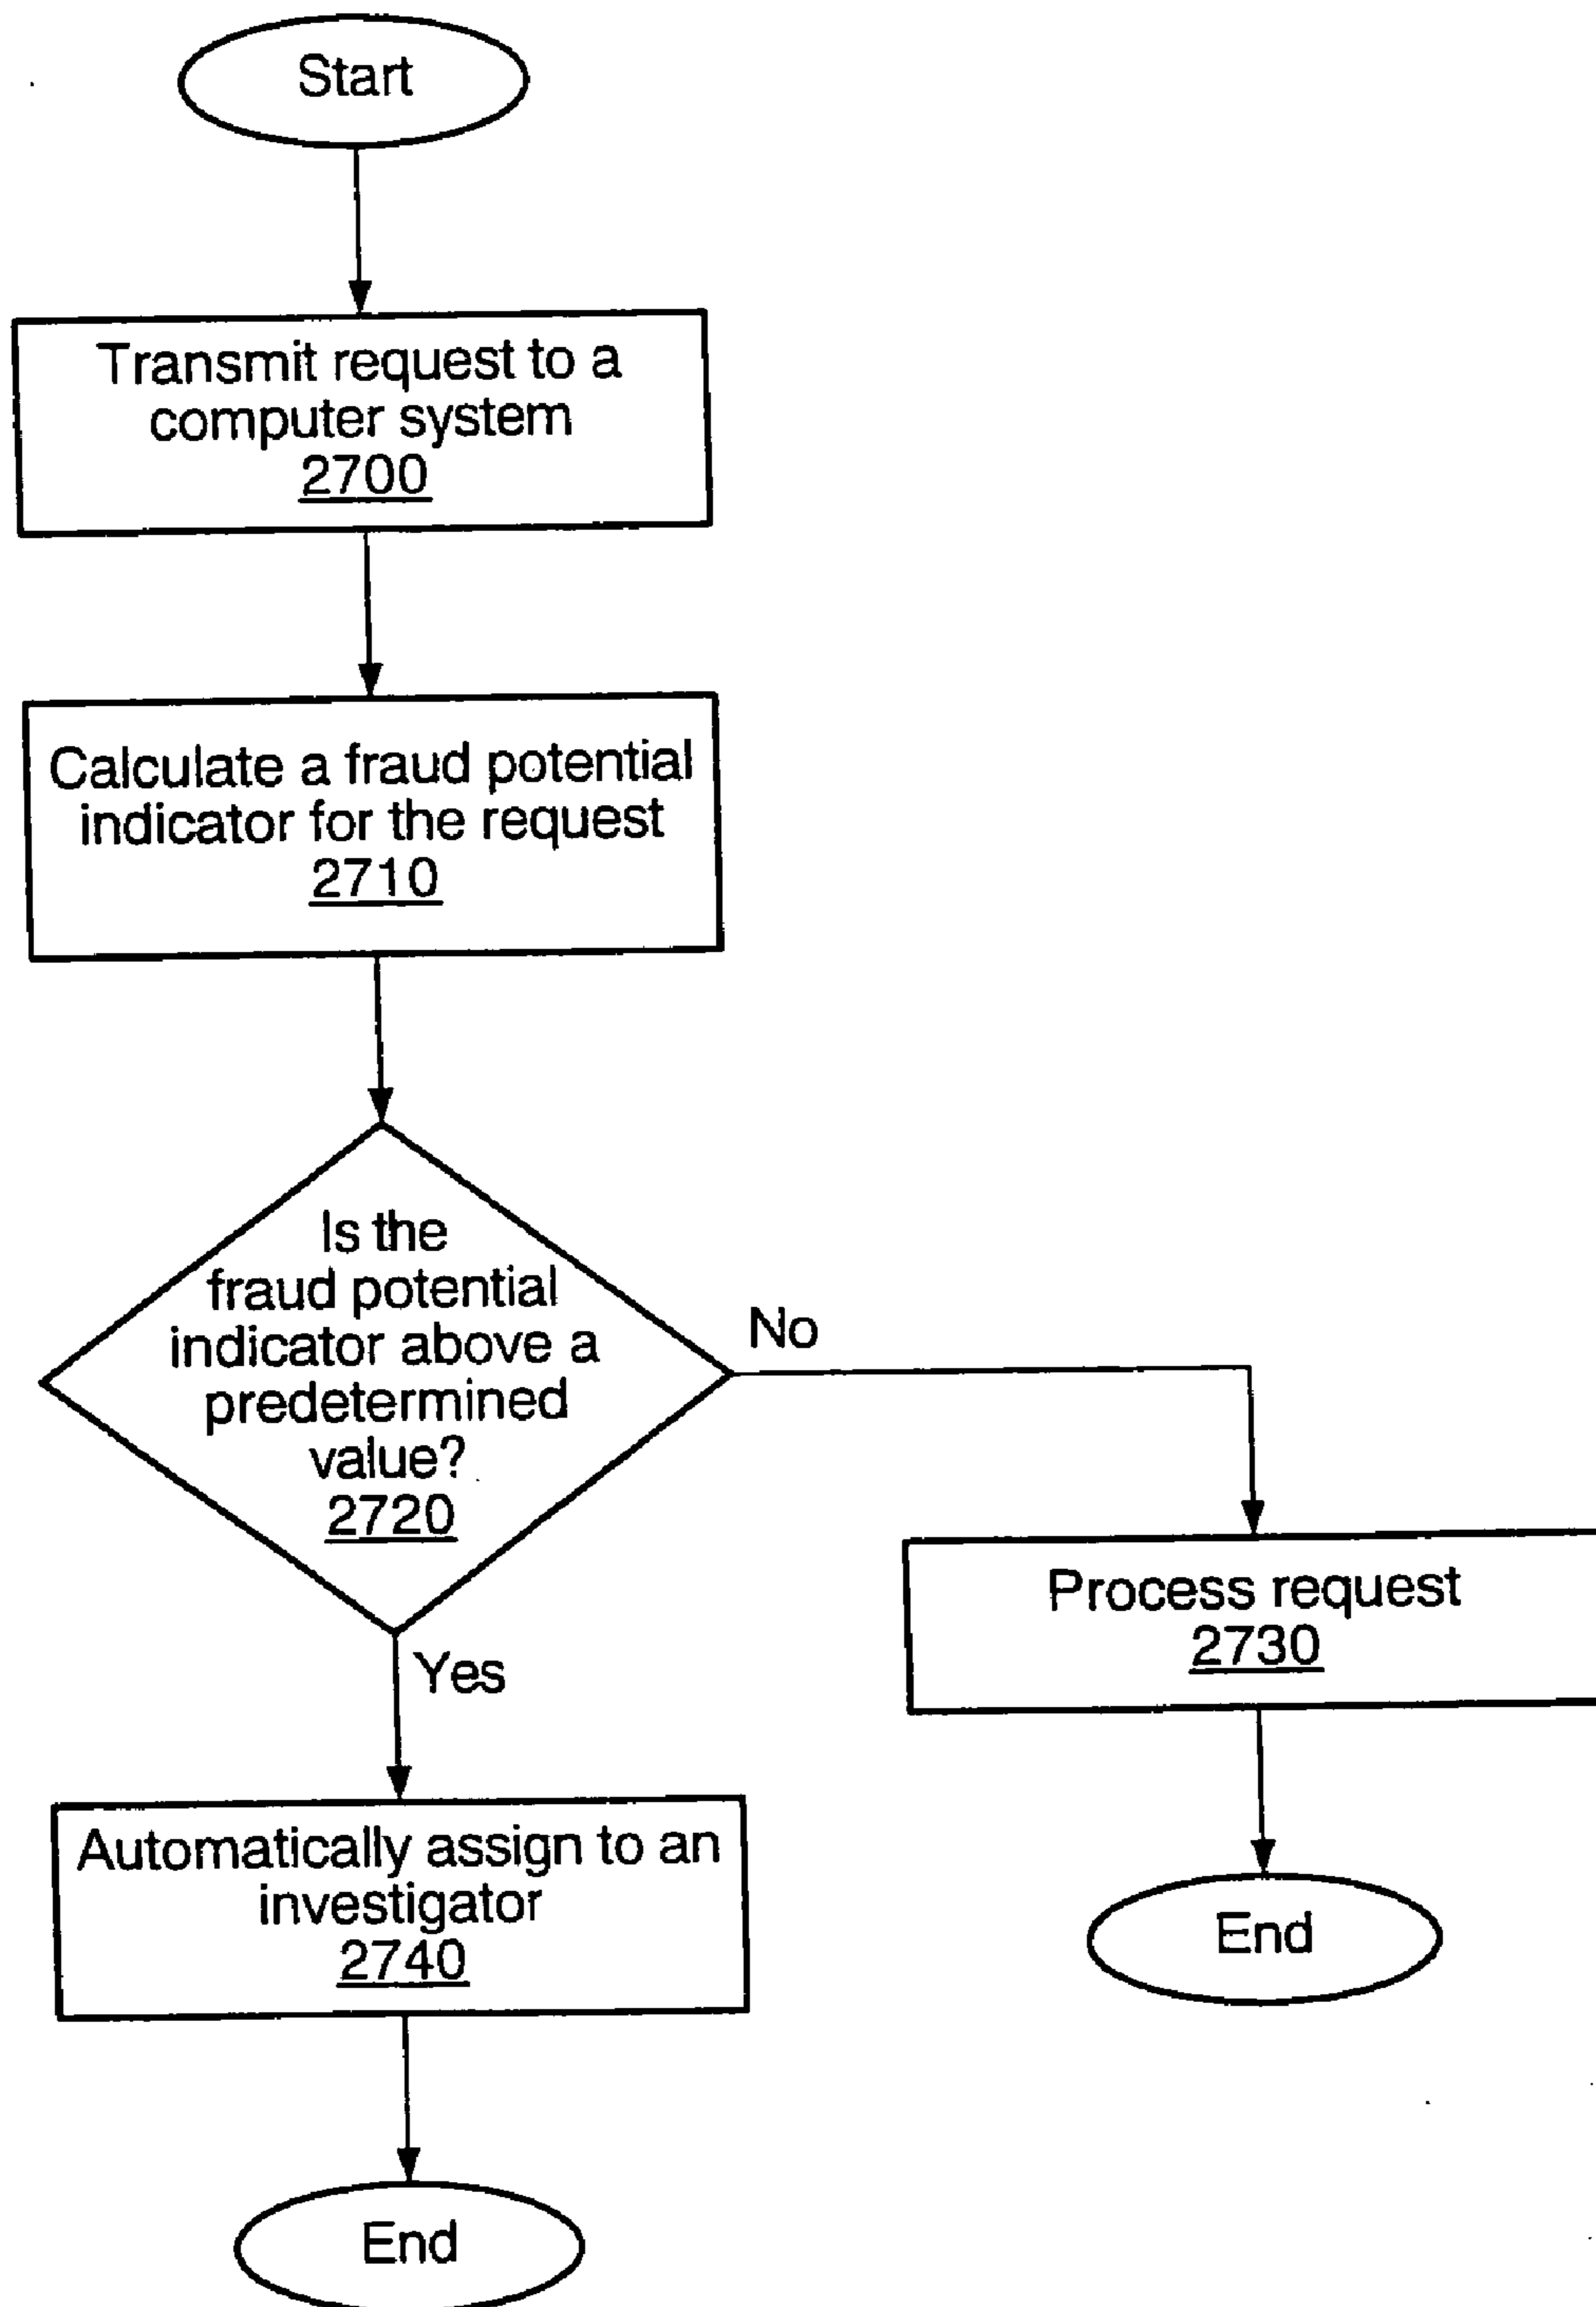 Start
Transmit request to a
computer system
2700
Calculate a fraud potential
indicator for the request
2710
Is the
fraud potential
indicator above a
predetermined
value?
2720
No
Yes
Process request
2730
Automatically assign to an
investigator
2740
End
End